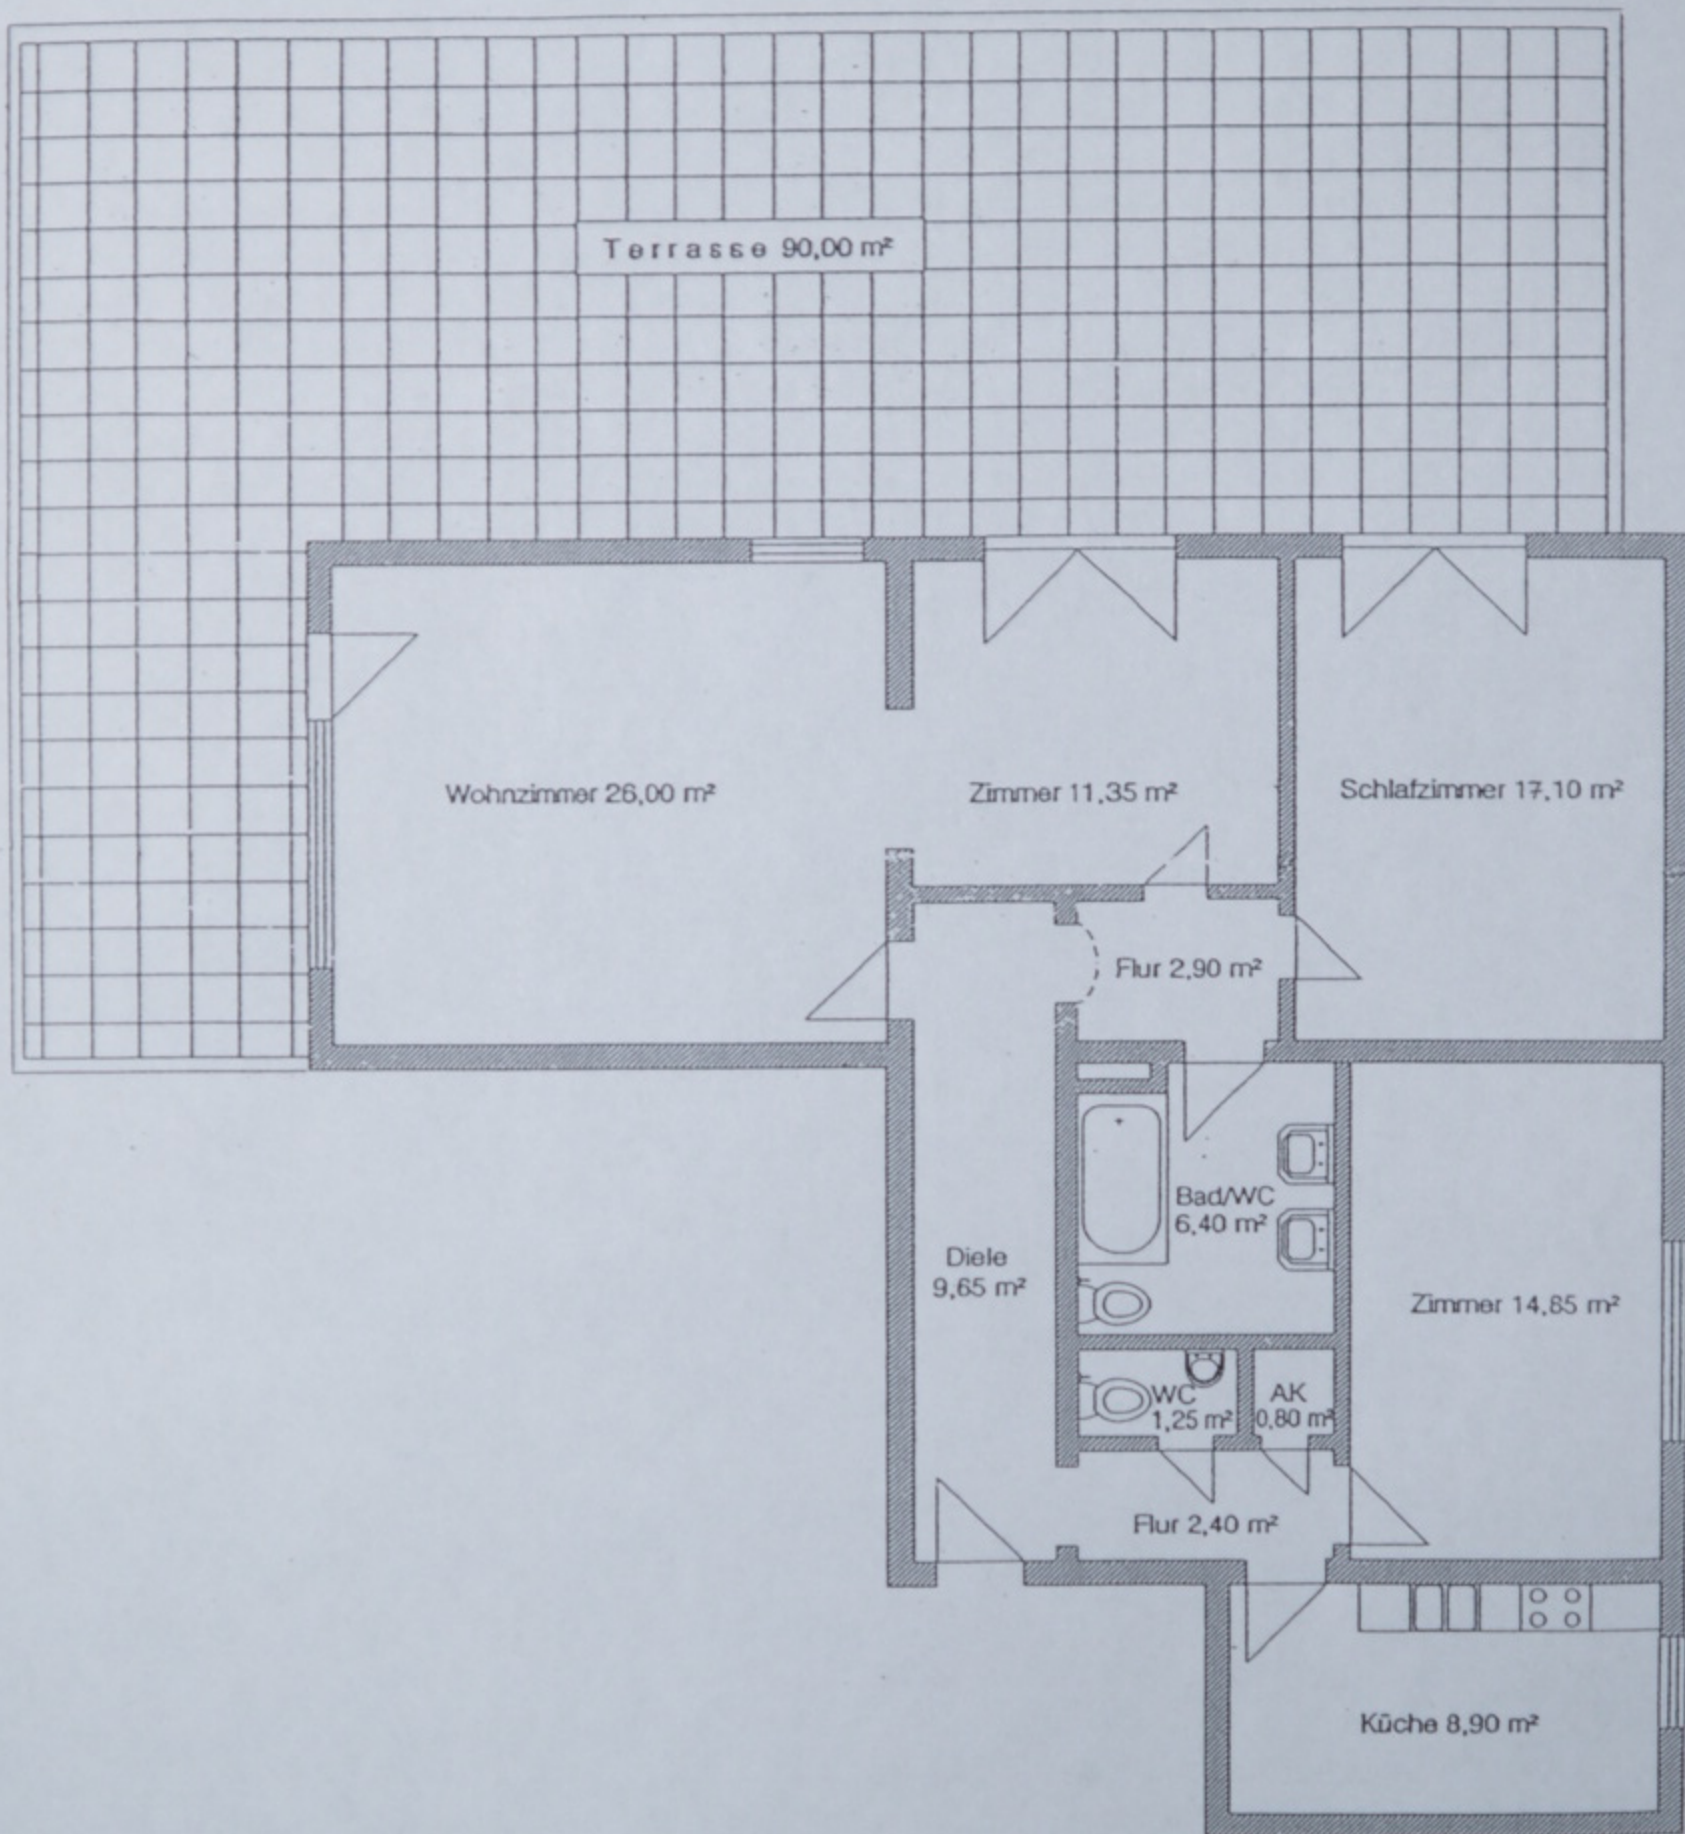 Terrasse 90,00 m²
Wohnzimmer 26,00 m²
Zimmer 11,35 m²
Schlafzimmer 17,10 m²
Flur 2,90 m²
Bad/WC
6,40 m²
Diele
9,65 m²
Zimmer 14,85 m²
WC
1,25 m²
AK
0,80 m²
Flur 2,40 m²
Küche 8,90 m²